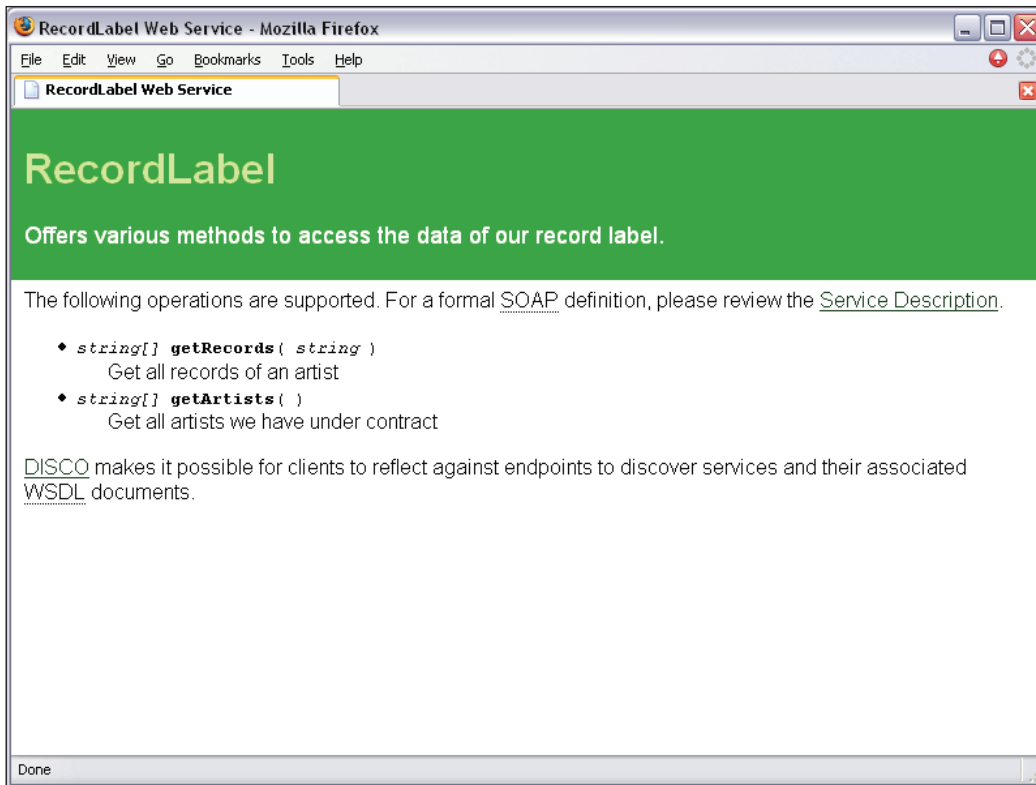 RecordLabel Web Service - Mozilla Firefox
File Edit View Go Bookmarks Tools Help
RecordLabel Web Service
RecordLabel
Offers various methods to access the data of our record label.
The following operations are supported. For a formal SOAP definition, please review the Service Description.
string[] getRecords( string )
Get all records of an artist
string[] getArtists( )
Get all artists we have under contract
DISCO makes it possible for clients to reflect against endpoints to discover services and their associated
WSDL documents.
Done